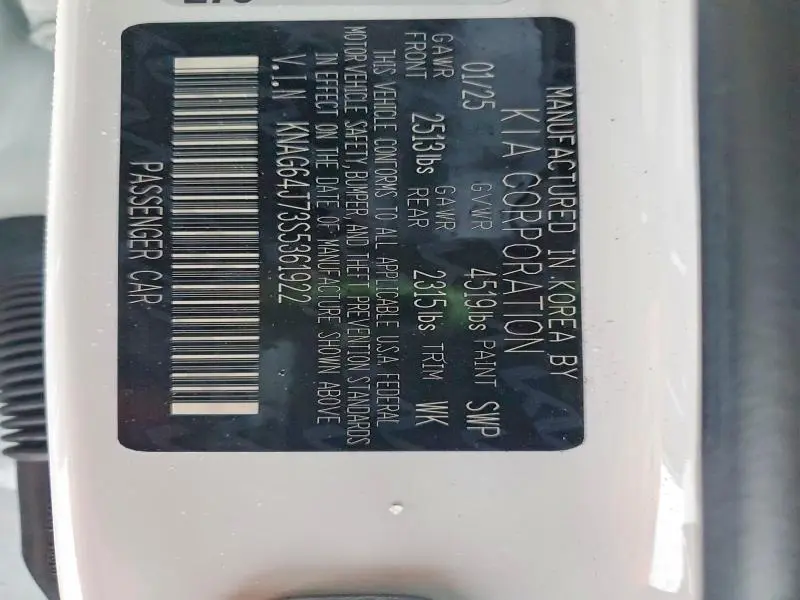 MANUFACTURED IN KOREA BY
KIA CORPORATION
01/25 GVWR 4519lbs PAINT SWP
GAWR FRONT 2513lbs GAWR REAR 2315lbs TRIM WK
THIS VEHICLE CONFORMS TO ALL APPLICABLE U.S.A. FEDERAL
MOTOR VEHICLE SAFETY, BUMPER, AND THEFT PREVENTION STANDARDS
IN EFFECT ON THE DATE OF MANUFACTURE SHOWN ABOVE
V.I.N KNAG64J73S5361922
PASSENGER CAR